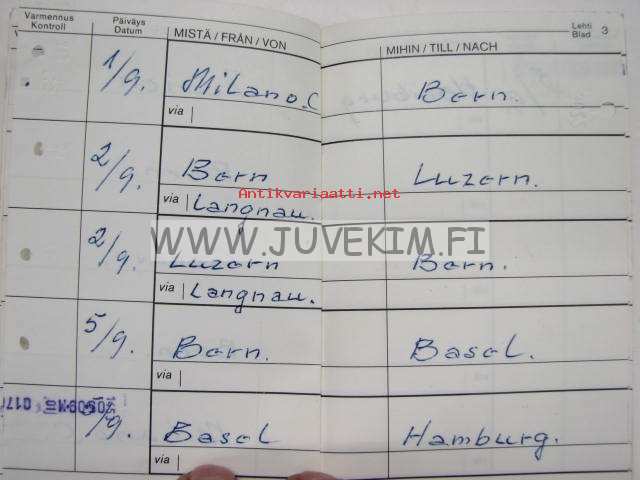 Varmennus Kontroll Päiväys Datum MISTÄ / FRÅN / VON MIHIN / TILL / NACH Lehti Blad 3
1/9. Milano.C Bern.
via
2/9. Bern Luzern.
Antikvariaatti.net
via Langnau.
2/9. Luzern Bern.
WWW.JUVEKIM.FI
via Langnau.
5/9. Bern. Basel.
via
5/9. Basel Hamburg.
via